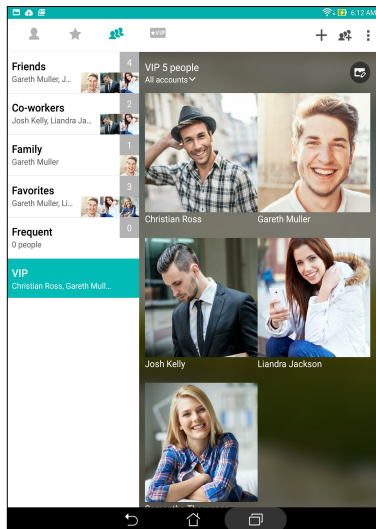 6:12 AM
VIP
Friends
4
Gareth Muller, J...
Co-workers
2
Josh Kelly, Liandra Ja...
Family
1
Gareth Muller
Favorites
3
Gareth Muller, Li...
Frequent
0
0 people
VIP
Christian Ross, Gareth Mull...
VIP 5 people
All accounts
Christian Ross
Gareth Muller
Josh Kelly
Liandra Jackson